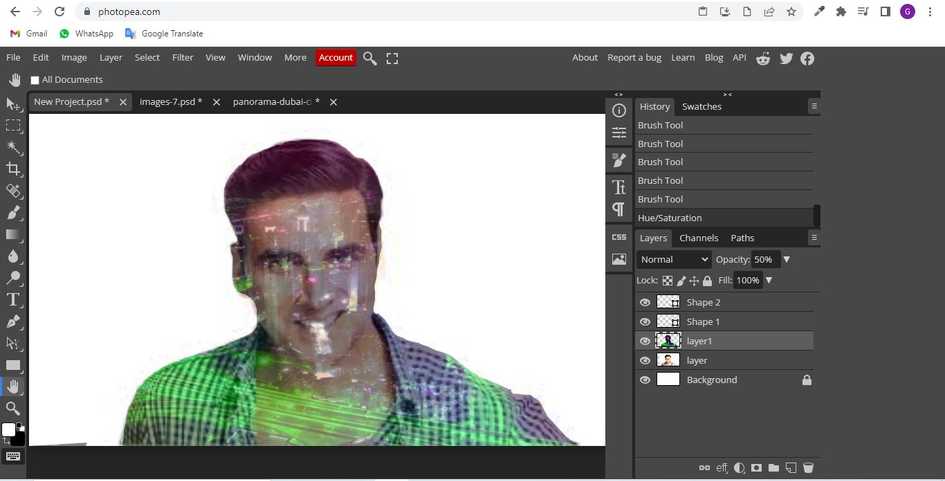 photopea.com
G
Gmail WhatsApp Google Translate
File Edit Image Layer Select Filter View Window More Account About Report a bug Learn Blog API
All Documents
New Project.psd * images-7.psd * panorama-dubai-c *
History Swatches
Brush Tool
Brush Tool
Brush Tool
Brush Tool
Brush Tool
Hue/Saturation
CSS
Layers Channels Paths
Normal Opacity: 50%
Lock: Fill: 100%
Shape 2
Shape 1
layer1
layer
Background
eff